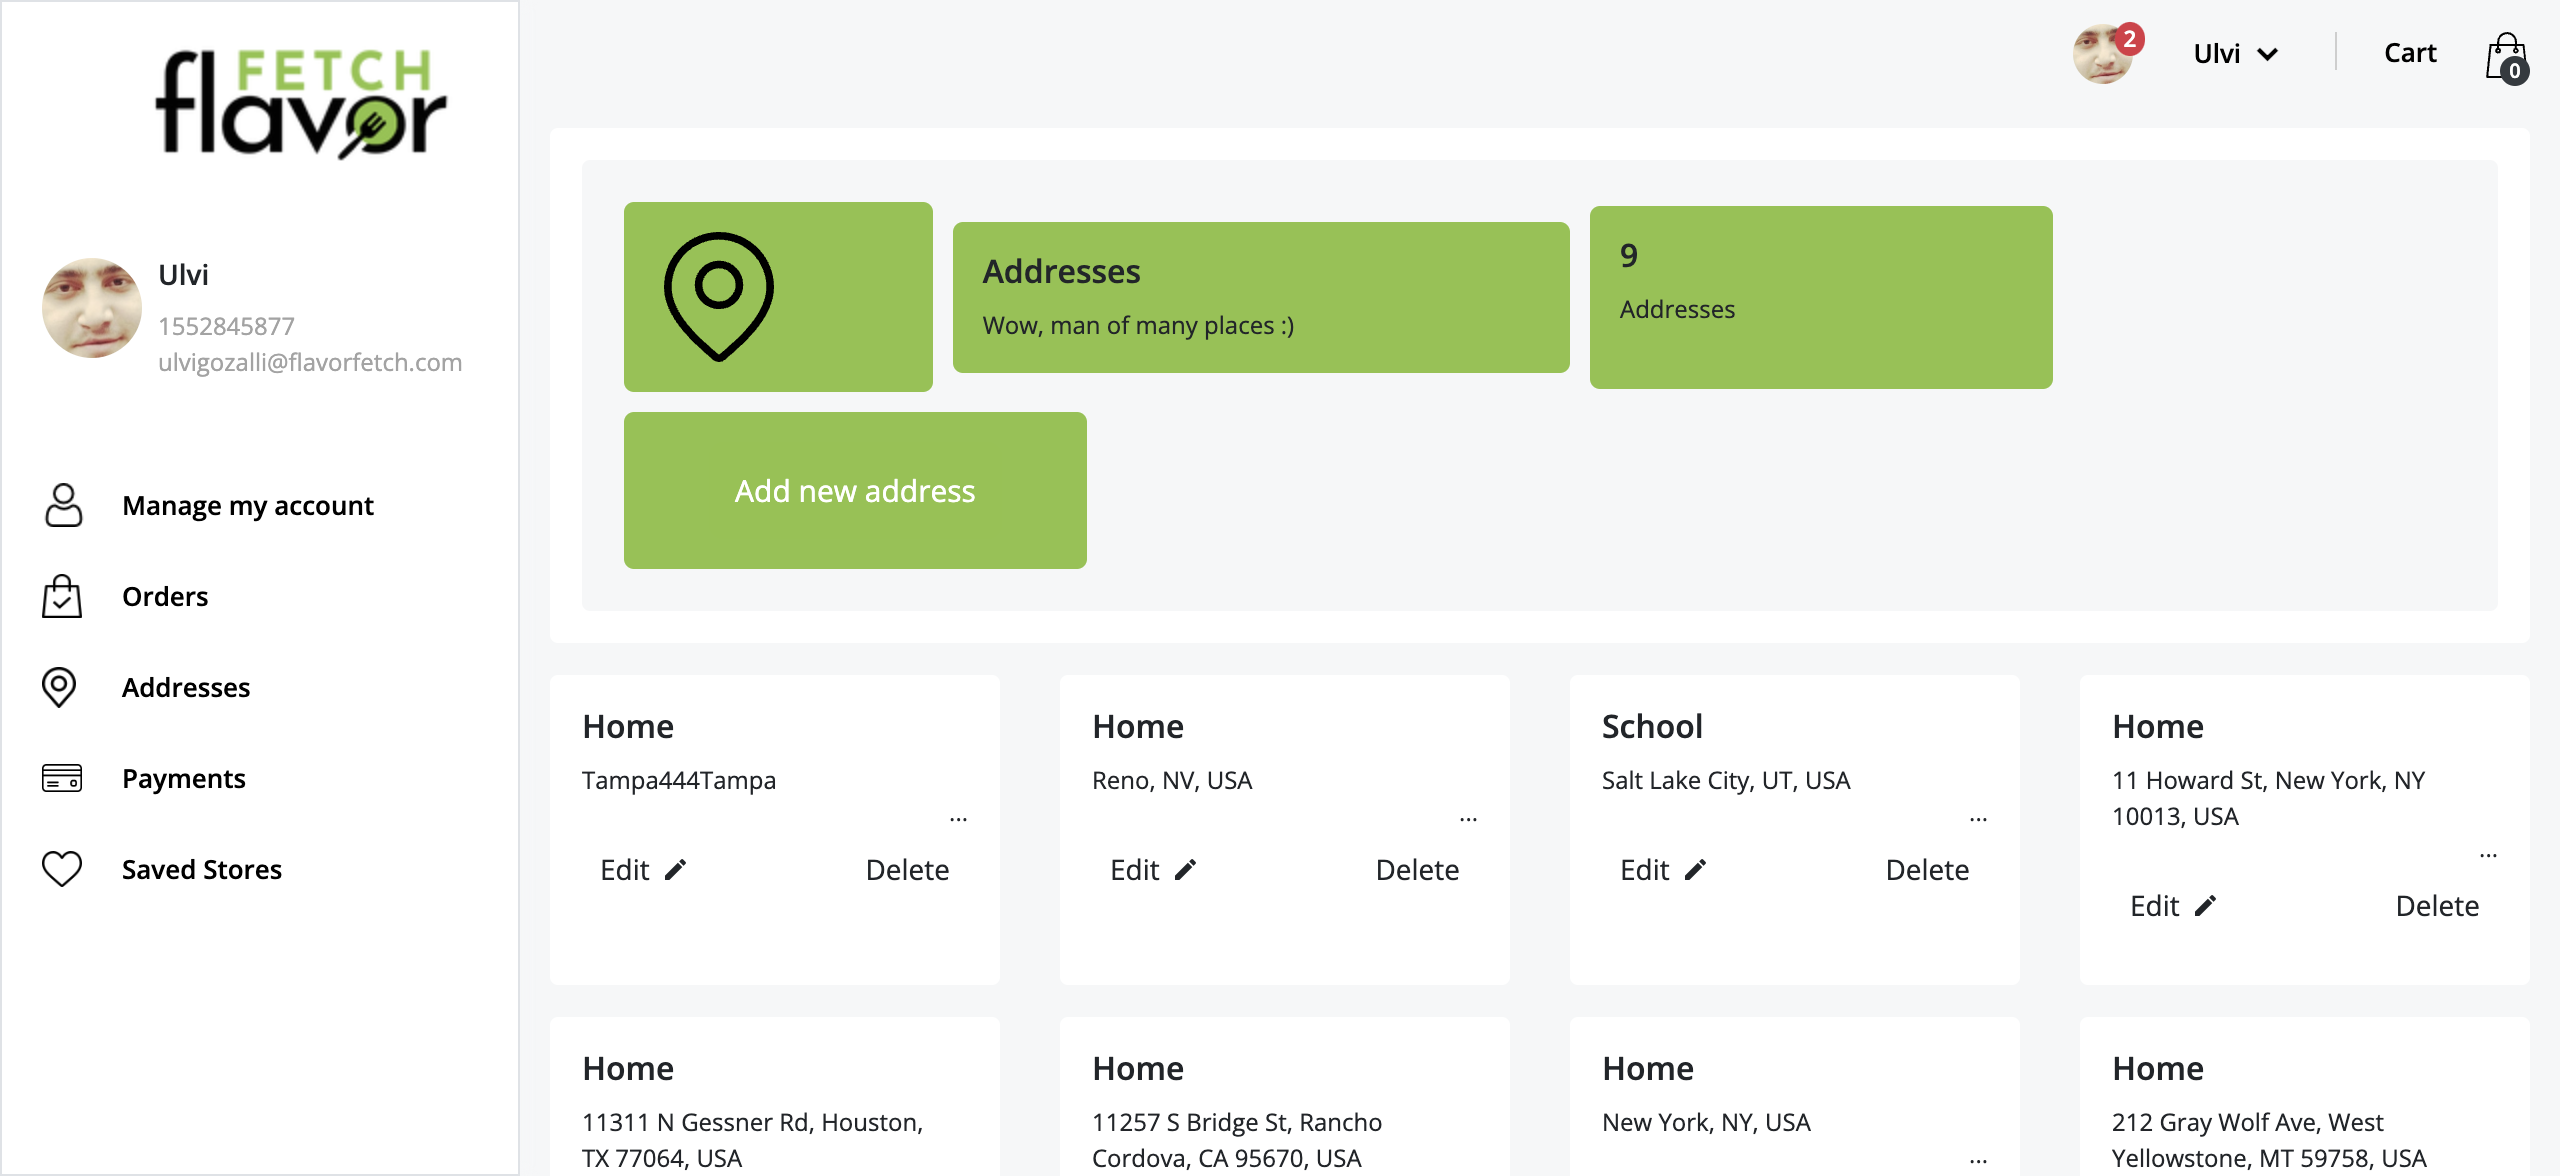 FETCH
flavor
2
Ulvi
Cart
0
Ulvi
1552845877
ulvigozalli@flavorfetch.com
Manage my account
Orders
Addresses
Payments
Saved Stores
Addresses
Wow, man of many places :)
9
Addresses
Add new address
Home
Tampa444Tampa
...
Edit
Delete
Home
Reno, NV, USA
...
Edit
Delete
School
Salt Lake City, UT, USA
...
Edit
Delete
Home
11 Howard St, New York, NY
10013, USA
...
Edit
Delete
Home
11311 N Gessner Rd, Houston,
TX 77064, USA
Home
11257 S Bridge St, Rancho
Cordova, CA 95670, USA
Home
New York, NY, USA
...
Home
212 Gray Wolf Ave, West
Yellowstone, MT 59758, USA